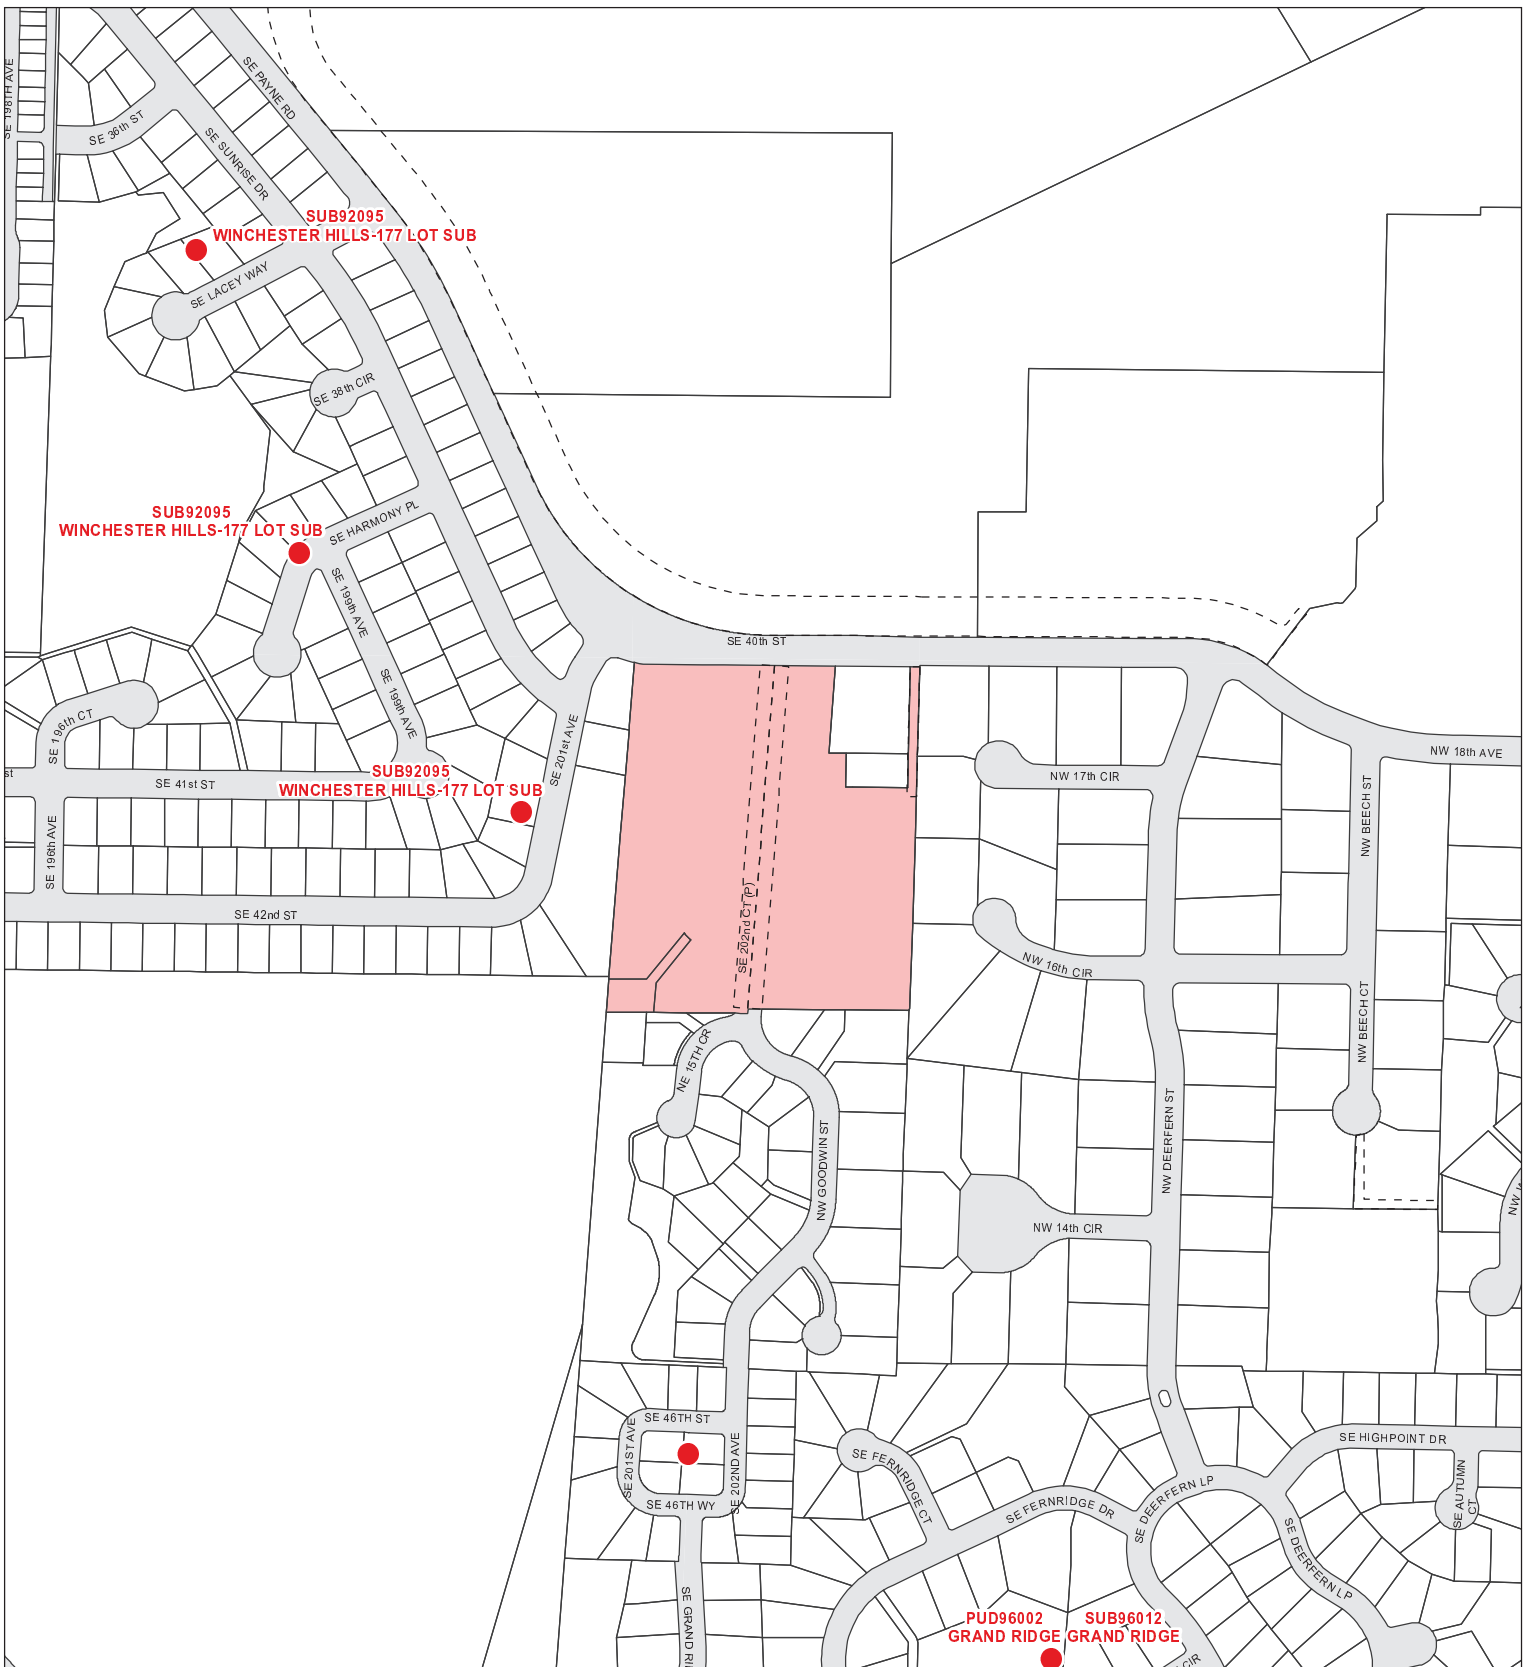 SE 198TH AVE
SE PAYNE RD
SE 36th ST
SE SUNRISE DR
SUB92095
WINCHESTER HILLS-177 LOT SUB
SE LACEY WAY
SE 38th CIR
SUB92095
WINCHESTER HILLS-177 LOT SUB
SE HARMONY PL
SE 199th AVE
SE 40th ST
SE 199th AVE
SE 196th CT
SE 201st AVE
NW 18th AVE
st
SE 41st ST
SUB92095
WINCHESTER HILLS-177 LOT SUB
NW 17th CIR
NW BEECH ST
SE 196th AVE
SE 42nd ST
SE 202nd CT (P)
NW 16th CIR
NW BEECH CT
NE 15TH CR
NW GOODWIN ST
NW DEERFERN ST
NW 14th CIR
SE 46TH ST
SE 201ST AVE
SE 202ND AVE
SE 46TH WY
SE FERNRIDGE CT
SE FERNRIDGE DR
SE DEERFERN LP
SE HIGHPOINT DR
SE AUTUMN
CT
SE DEERFERN LP
SE GRAND RI
PUD96002
GRAND RIDGE
SUB96012
GRAND RIDGE
CIR